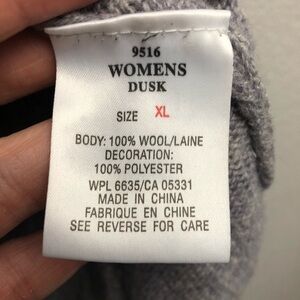 9516
WOMENS
DUSK
SIZE XL
BODY: 100% WOOL/LAINE
DECORATION:
100% POLYESTER
WPL 6635/CA 05331
MADE IN CHINA
FABRIQUE EN CHINE
SEE REVERSE FOR CARE